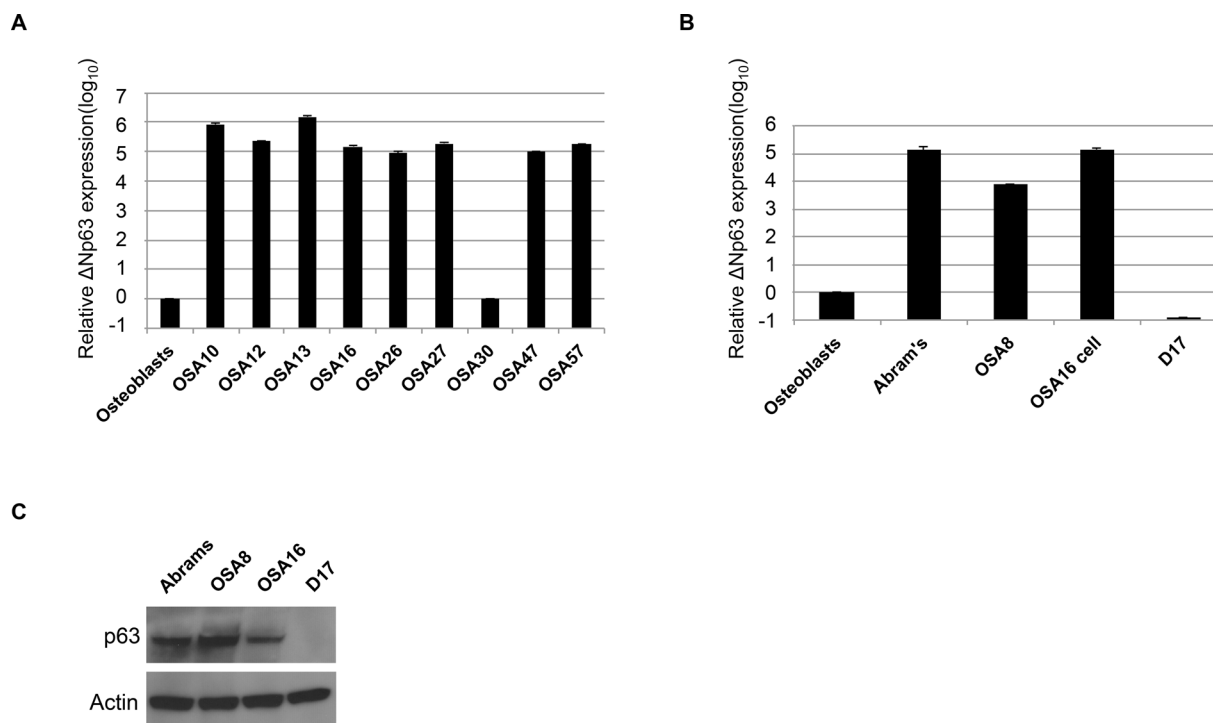 A
Relative ΔNp63 expression(log10)
7
6
5
4
3
2
1
0
-1
Osteoblasts
OSA10
OSA12
OSA13
OSA16
OSA26
OSA27
OSA30
OSA47
OSA57
B
Relative ΔNp63 expression(log10)
6
5
4
3
2
1
0
-1
Osteoblasts
Abram's
OSA8
OSA16 cell
D17
C
Abrams
OSA8
OSA16
D17
p63
Actin